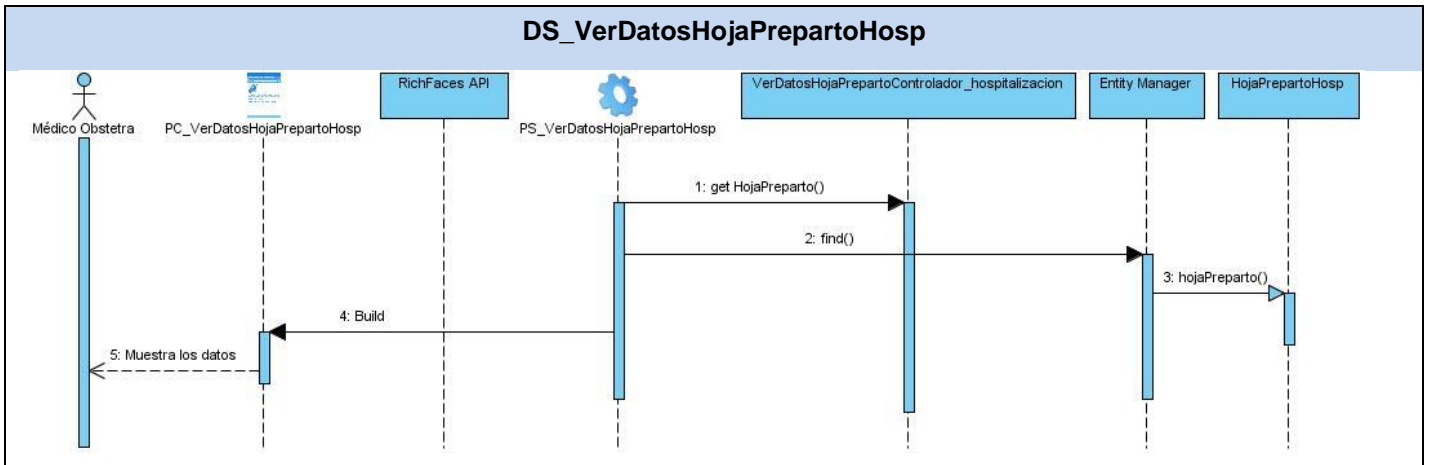 DS_VerDatosHojaPrepartoHosp
RichFaces API
VerDatosHojaPrepartoControlador_hospitalizacion
Entity Manager
HojaPrepartoHosp
Médico Obstetra
PC_VerDatosHojaPrepartoHosp
PS_VerDatosHojaPrepartoHosp
1: get HojaPreparto()
2: find()
3: hojaPreparto()
4: Build
5: Muestra los datos